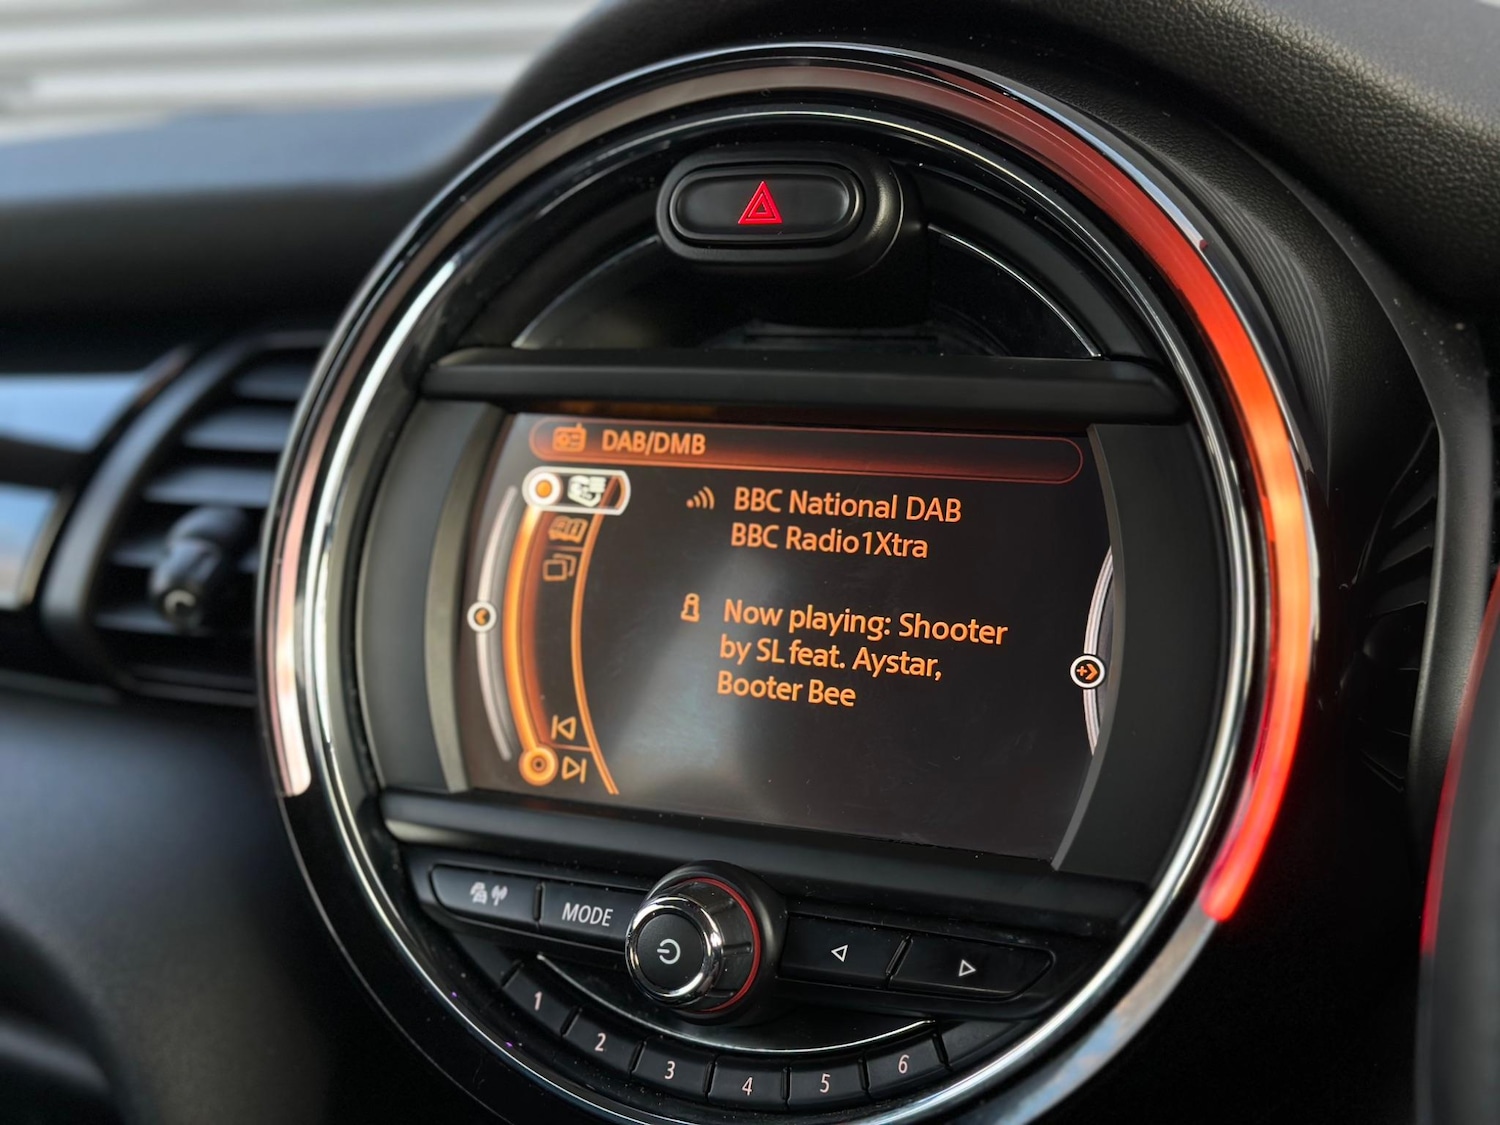 DAB/DMB
BBC National DAB
BBC Radio1Xtra
Now playing: Shooter
by SL feat. Aystar,
Booter Bee
MODE
1
2
3
4
5
6